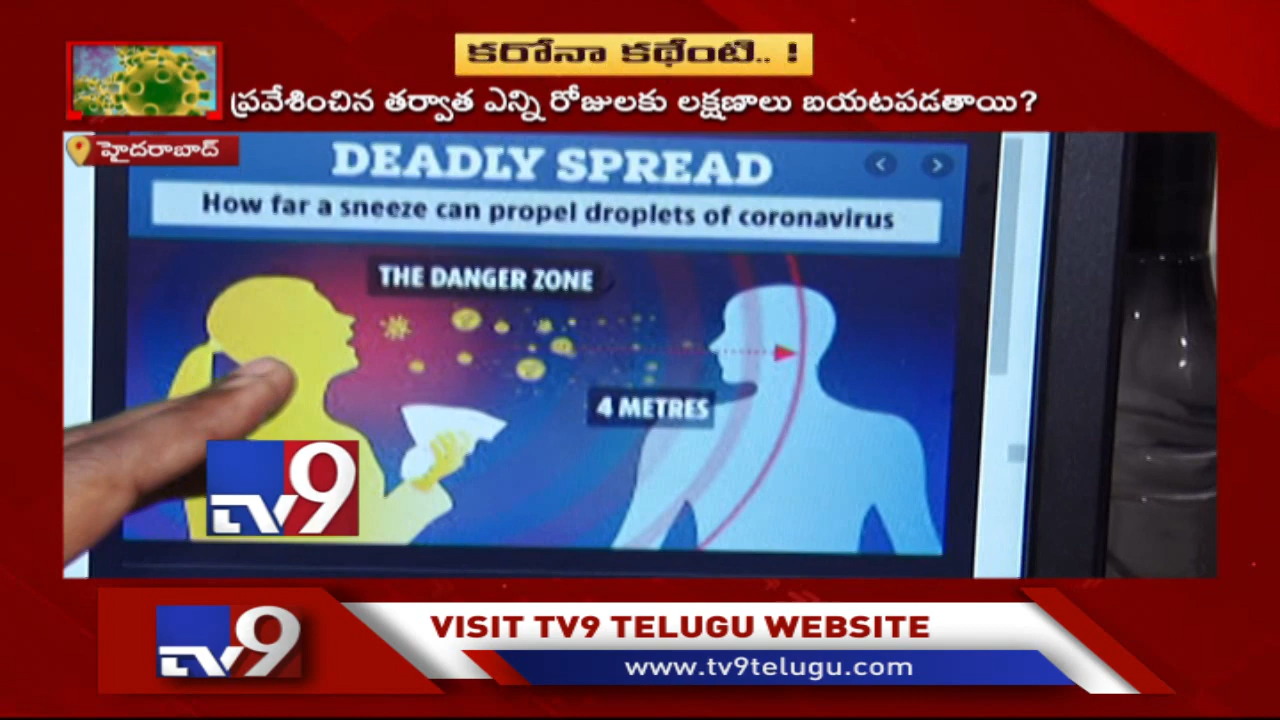 కరోనా కథేంటి.. !
ప్రవేశించిన తర్వాత ఎన్ని రోజులకు లక్షణాలు బయటపడతాయి?
హైదరాబాద్
DEADLY SPREAD
How far a sneeze can propel droplets of coronavirus
THE DANGER ZONE
4 METRES
TV9
TV9
VISIT TV9 TELUGU WEBSITE
www.tv9telugu.com